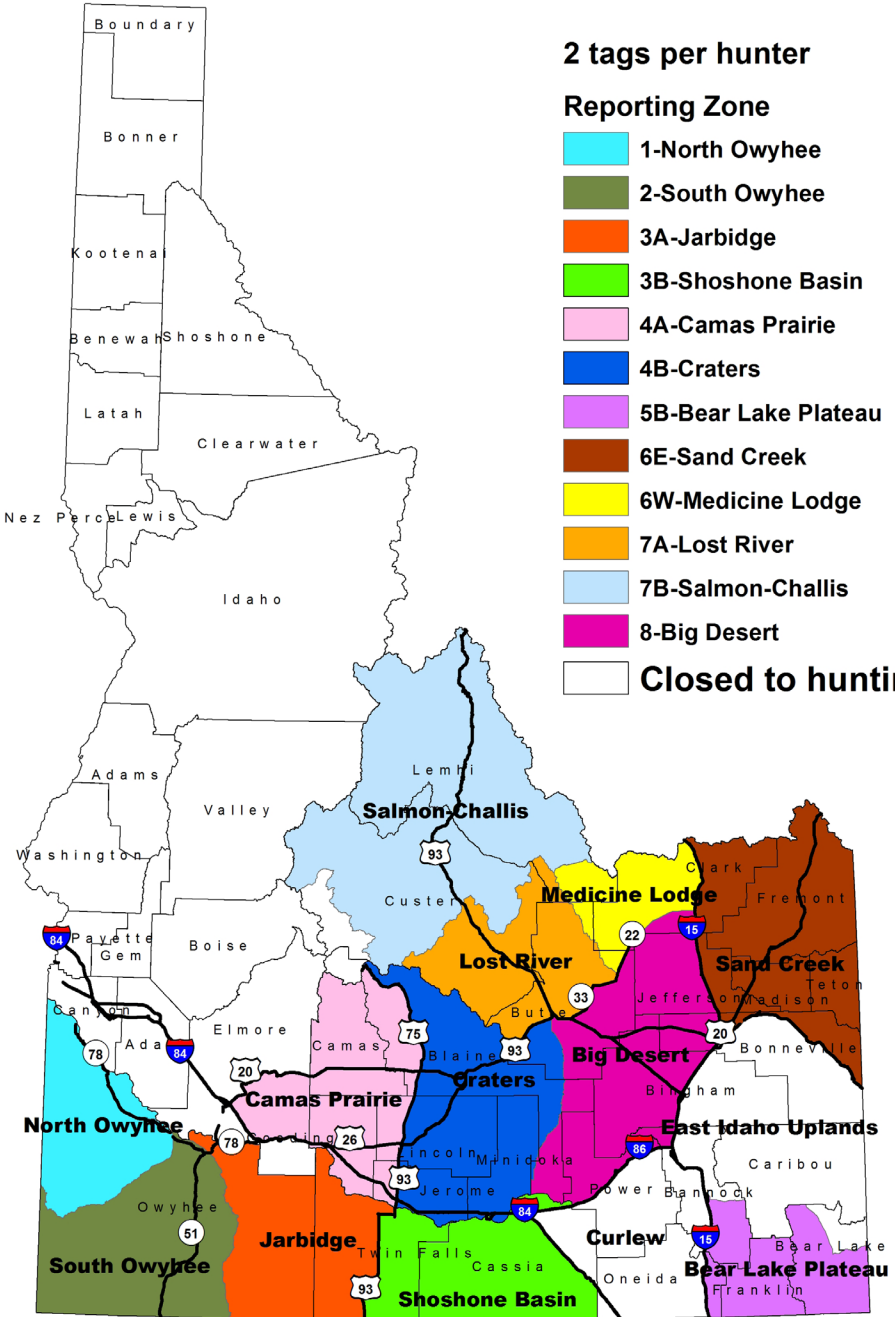 Boundary
2 tags per hunter
Reporting Zone
Bonner
1-North Owyhee
2-South Owyhee
Kootenai
3A-Jarbidge
3B-Shoshone Basin
Benewah
Shoshone
4A-Camas Prairie
4B-Craters
Latah
5B-Bear Lake Plateau
Clearwater
6E-Sand Creek
6W-Medicine Lodge
Nez Perce
Lewis
7A-Lost River
7B-Salmon-Challis
Idaho
8-Big Desert
Closed to huntin
Lemhi
Adams
Valley
Salmon-Challis
Washington
93
Clark
Custer
Medicine Lodge
Fremont
84
Payette
Gem
Boise
22
15
Lost River
Sand Creek
Teton
33
Jefferson
Madison
Canyon
Butte
Ada
Elmore
75
20
78
84
Camas
Blaine
93
Big Desert
Bonneville
20
Craters
Camas Prairie
Bingham
North Owyhee
East Idaho Uplands
78
Gooding
26
86
Lincoln
Minidoka
Caribou
93
Jerome
Power
Bannock
Owyhee
84
51
Jarbidge
Twin Falls
Curlew
15
Bear Lake
South Owyhee
Cassia
Oneida
Bear Lake Plateau
93
Shoshone Basin
Franklin